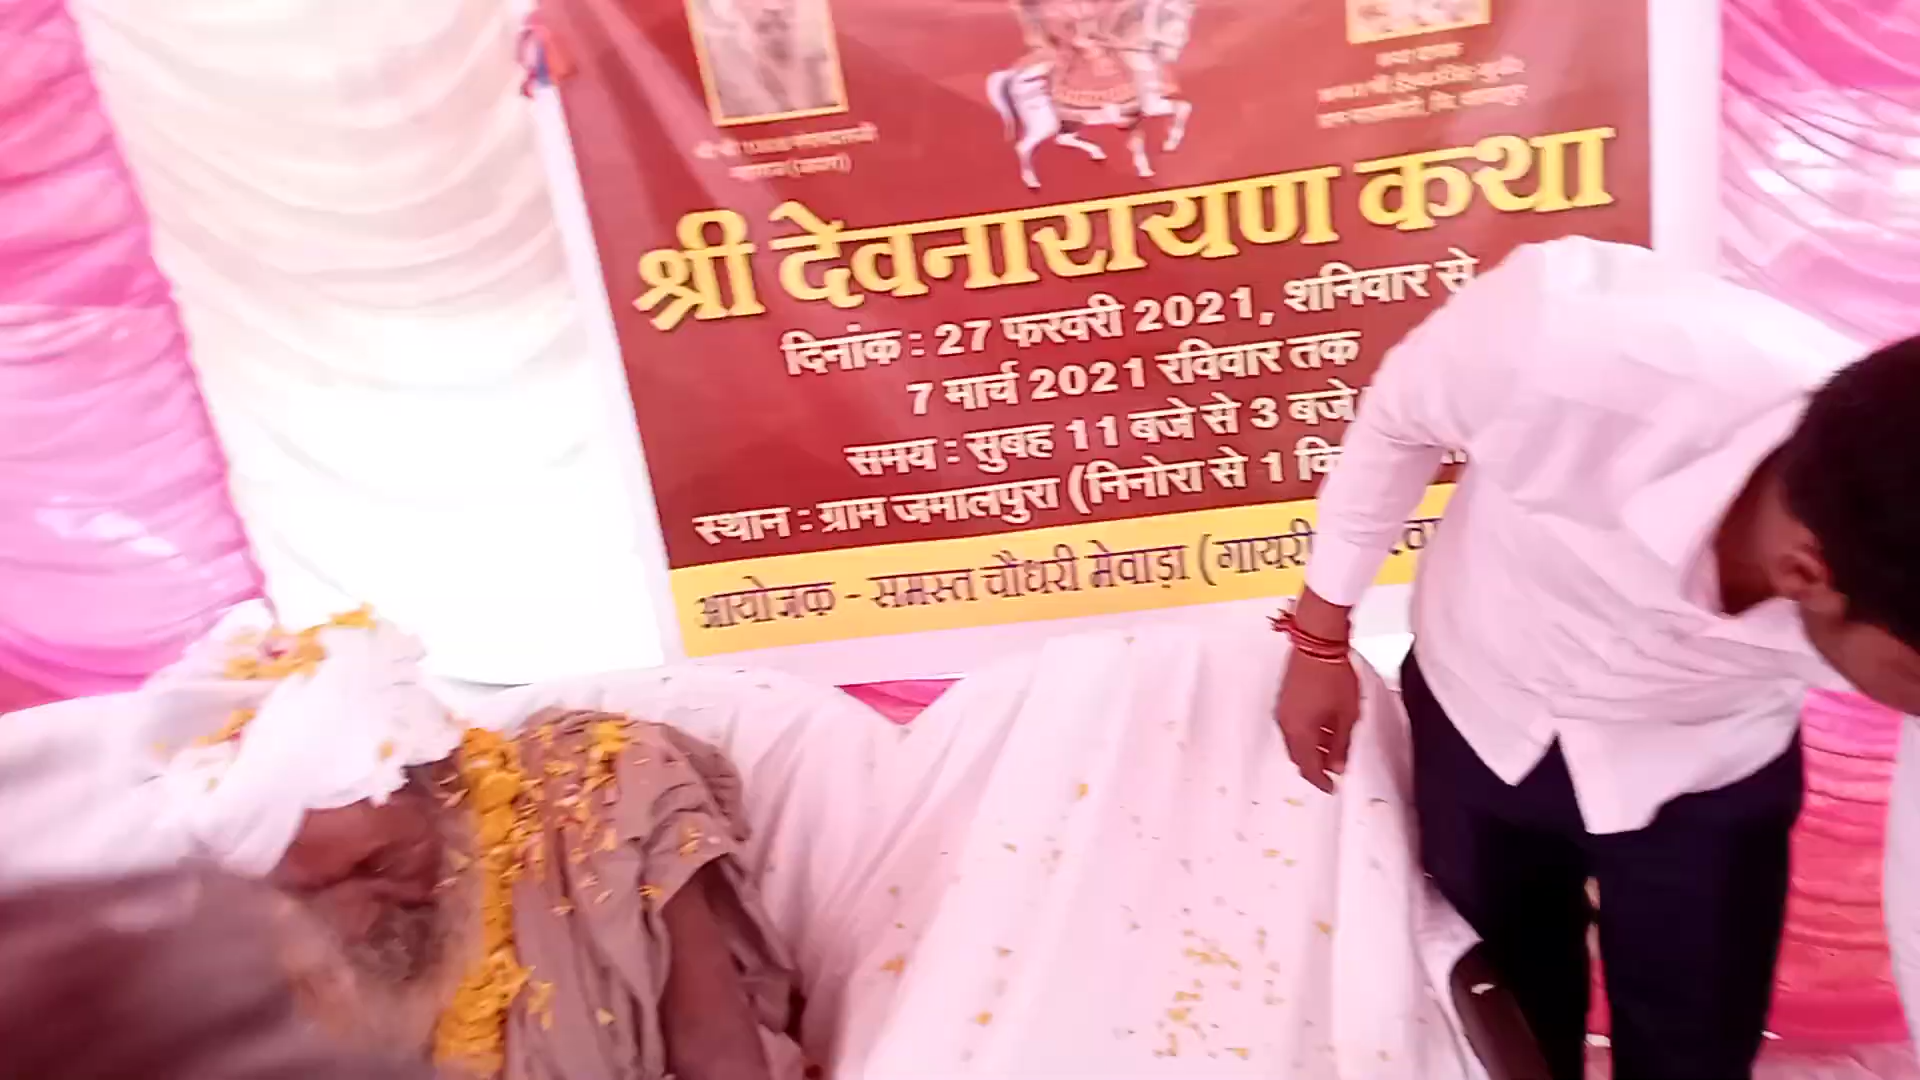 श्री देवनारायण कथा
दिनांक : 27 फरवरी 2021, शनिवार से
7 मार्च 2021 रविवार तक
समय : सुबह 11 बजे से 3 बजे
स्थान : ग्राम जमालपुरा (निनोरा से 1
आयोजक - समस्त चौधरी मेवाड़ा (गायरी